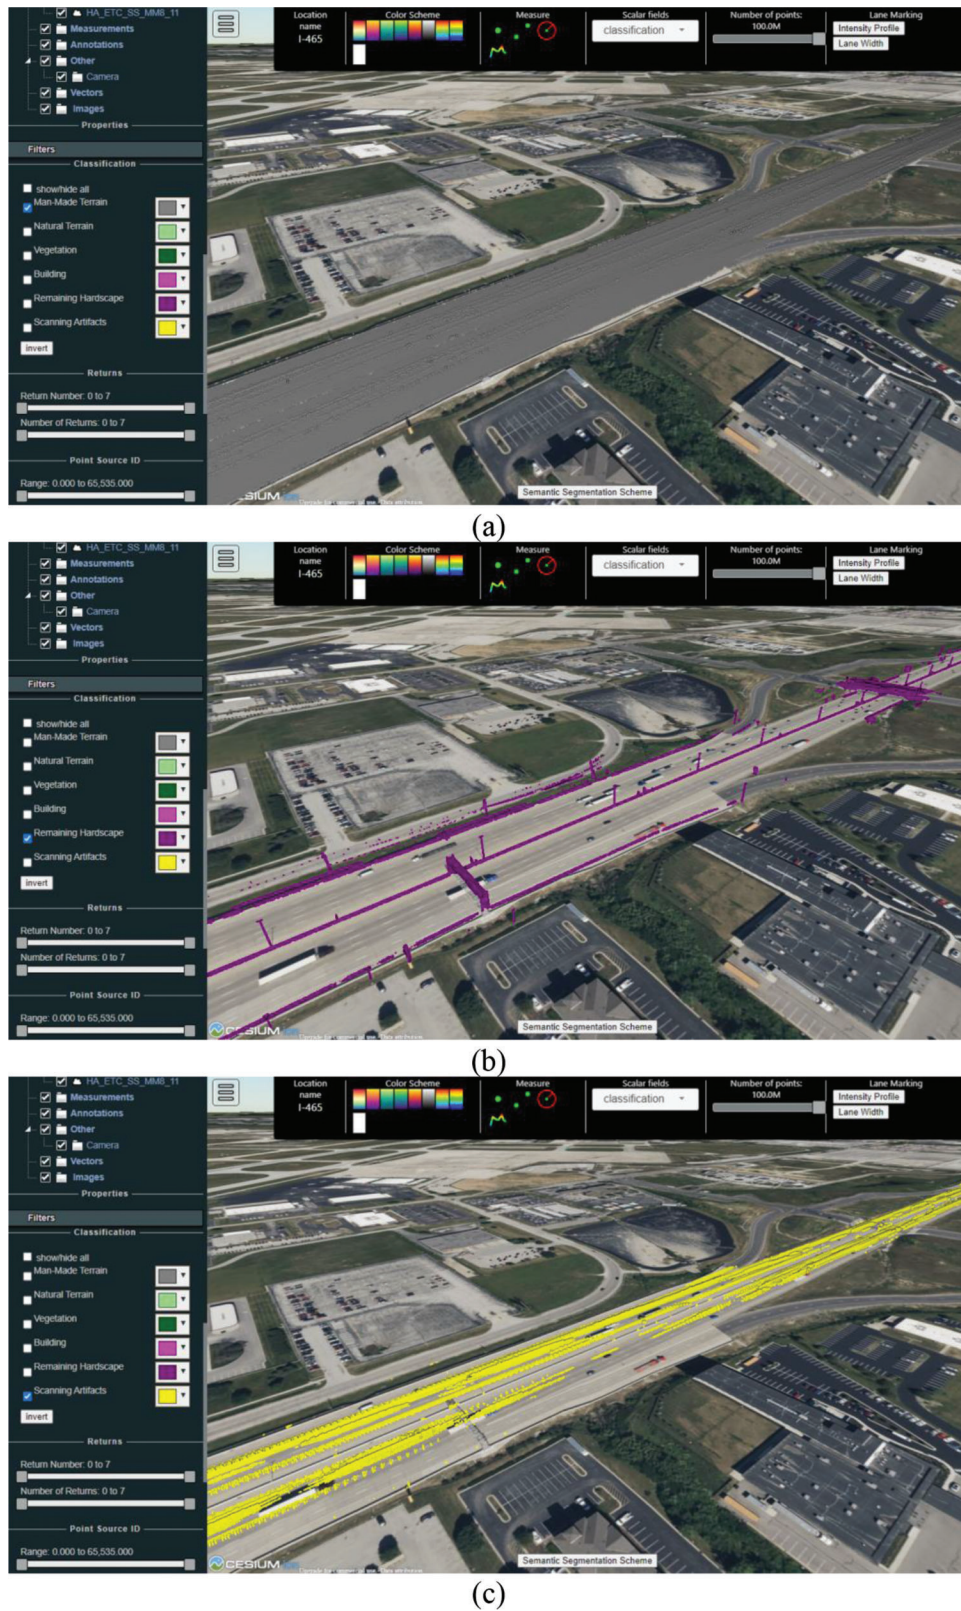 HA_ETC_SS_MM8_11
Measurements
Annotations
Other
Camera
Vectors
Images
Properties
Filters
Classification
show/hide all
Man-Made Terrain
Natural Terrain
Vegetation
Building
Remaining Hardscape
Scanning Artifacts
invert
Returns
Return Number: 0 to 7
Number of Returns: 0 to 7
Point Source ID
Range: 0.000 to 65,535.000
Location
name
I-465
Color Scheme
Measure
Scalar fields
classification
Number of points:
100.0M
Lane Marking
Intensity Profile
Lane Width
CESIUM
Semantic Segmentation Scheme
(a)
HA_ETC_SS_MM8_11
Measurements
Annotations
Other
Camera
Vectors
Images
Properties
Filters
Classification
show/hide all
Man-Made Terrain
Natural Terrain
Vegetation
Building
Remaining Hardscape
Scanning Artifacts
invert
Returns
Return Number: 0 to 7
Number of Returns: 0 to 7
Point Source ID
Range: 0.000 to 65,535.000
Location
name
I-465
Color Scheme
Measure
Scalar fields
classification
Number of points:
100.0M
Lane Marking
Intensity Profile
Lane Width
CESIUM
Semantic Segmentation Scheme
(b)
HA_ETC_SS_MM8_11
Measurements
Annotations
Other
Camera
Vectors
Images
Properties
Filters
Classification
show/hide all
Man-Made Terrain
Natural Terrain
Vegetation
Building
Remaining Hardscape
Scanning Artifacts
invert
Returns
Return Number: 0 to 7
Number of Returns: 0 to 7
Point Source ID
Range: 0.000 to 65,535.000
Location
name
I-465
Color Scheme
Measure
Scalar fields
classification
Number of points:
100.0M
Lane Marking
Intensity Profile
Lane Width
CESIUM
Semantic Segmentation Scheme
(c)